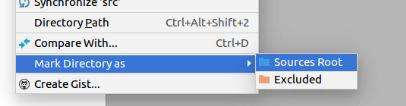 Synchronize 'src'
Directory Path Ctrl+Alt+Shift+2
Compare With... Ctrl+D
Mark Directory as Sources Root
Excluded
Create Gist...